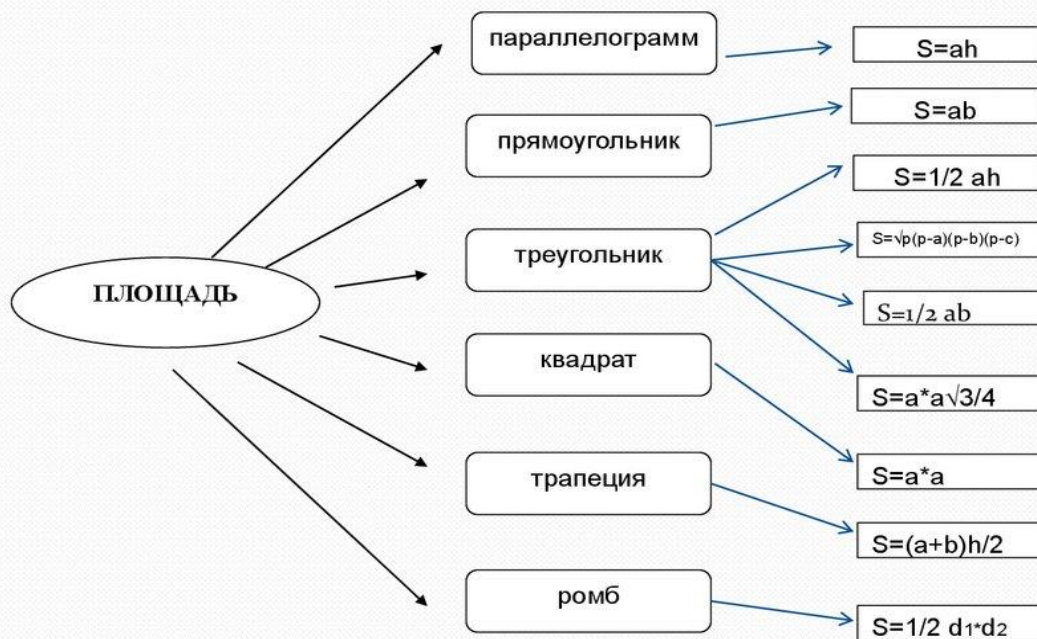 ПЛОЩАДЬ
параллелограмм
S=ah
прямоугольник
S=ab
треугольник
S=1/2 ah
S=√p(p-a)(p-b)(p-c)
S=1/2 ab
S=a*a√3/4
квадрат
S=a*a
трапеция
S=(a+b)h/2
ромб
S=1/2 d1*d2